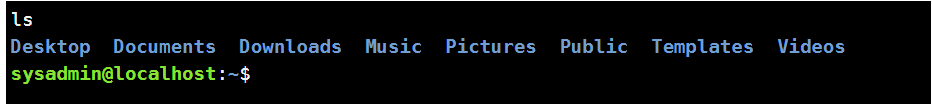 ls
Desktop  Documents  Downloads  Music  Pictures  Public  Templates  Videos
sysadmin@localhost:~$